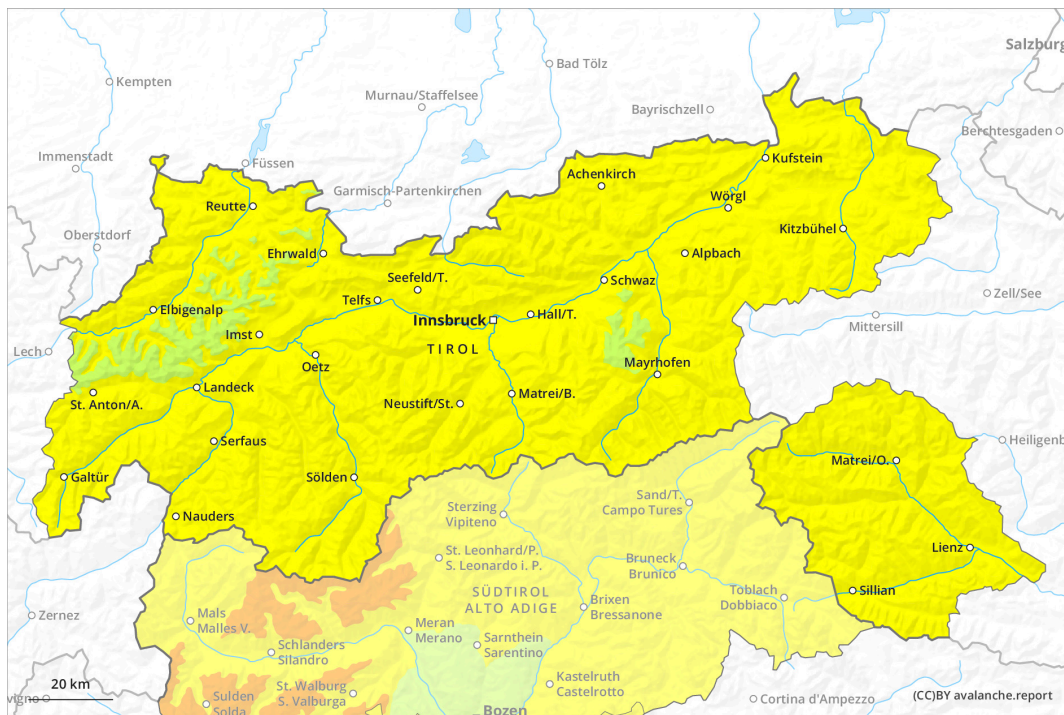 Salzburg
Kempten
Bad Tölz
Murnau/Staffelsee
Bayrischzell
Berchtesgaden
Immenstadt
Füssen
Kufstein
Garmisch-Partenkirchen
Achenkirch
Wörgl
Reutte
Oberstdorf
Kitzbühel
Ehrwald
Alpbach
Seefeld/T.
Schwaz
Telfs
Zell/See
Elbigenalp
Innsbruck
Hall/T.
Mittersill
Imst
TIROL
Lech
Oetz
Mayrhofen
Landeck
St. Anton/A.
Neustift/St.
Matrei/B.
Serfaus
Heiligenb
Matrei/O.
Galtür
Sölden
Sand/T.
Campo Tures
Sterzing
Vipiteno
Nauders
Lienz
St. Leonhard/P.
S. Leonardo i. P.
Bruneck
Brunico
SÜDTIROL
ALTO ADIGE
Toblach
Dobbiaco
Sillian
Zernez
Mals
Malles V.
Brixen
Bressanone
Meran
Merano
Schlanders
Silandro
Sarnthein
Sarentino
20 km
St. Walburg
S. Valburga
Kastelruth
Castelrotto
vigno
Sulden
Solda
Cortina d'Ampezzo
(CC)BY avalanche.report
Bozen